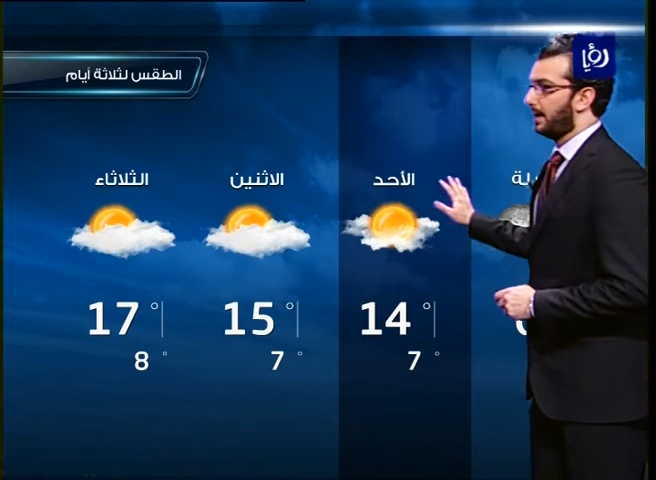 رؤيا
الطقس لثلاثة أيام
الأحد
الاثنين
الثلاثاء
14°
15°
17°
7°
7°
8°